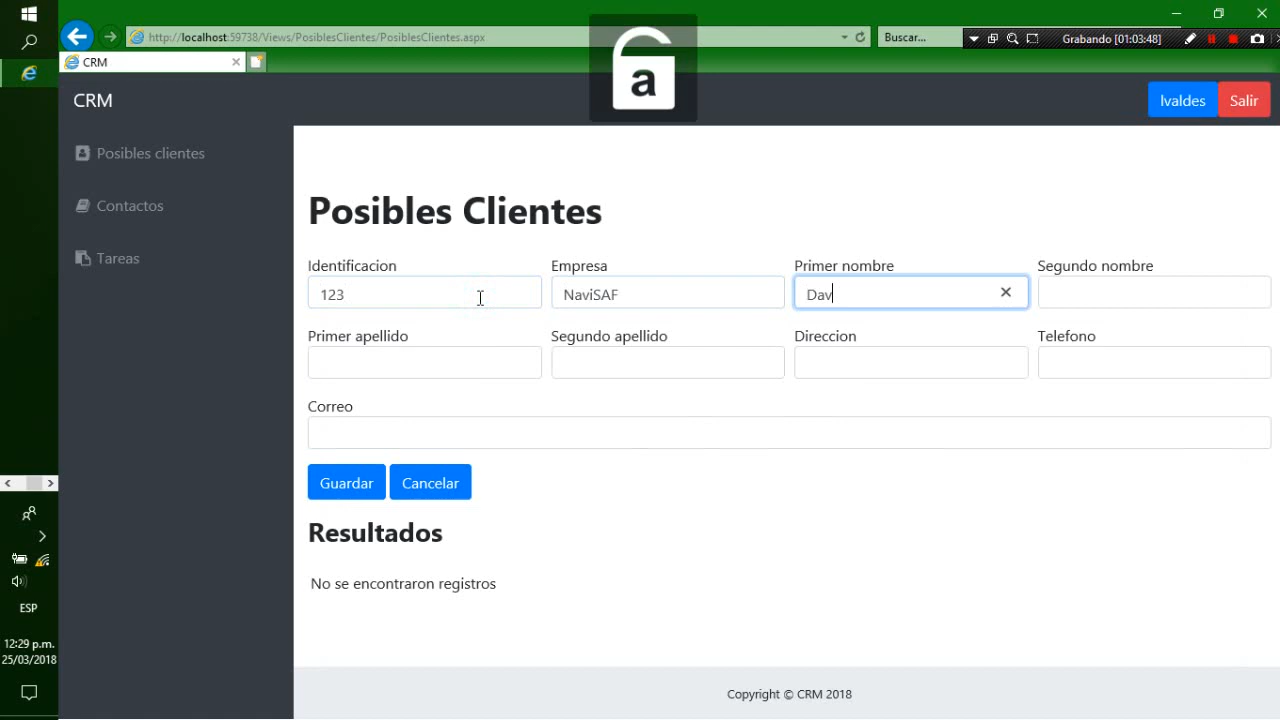 http://localhost:59738/Views/PosiblesClientes/PosiblesClientes.aspx
Buscar...
Grabando [01:03:48]
CRM
a
CRM
Ivaldes
Salir
Posibles clientes
Contactos
Tareas
Posibles Clientes
Identificacion
Empresa
Primer nombre
Segundo nombre
123
NaviSAF
Dav
Primer apellido
Segundo apellido
Direccion
Telefono
Correo
Guardar
Cancelar
Resultados
No se encontraron registros
ESP
12:29 p.m.
25/03/2018
Copyright © CRM 2018